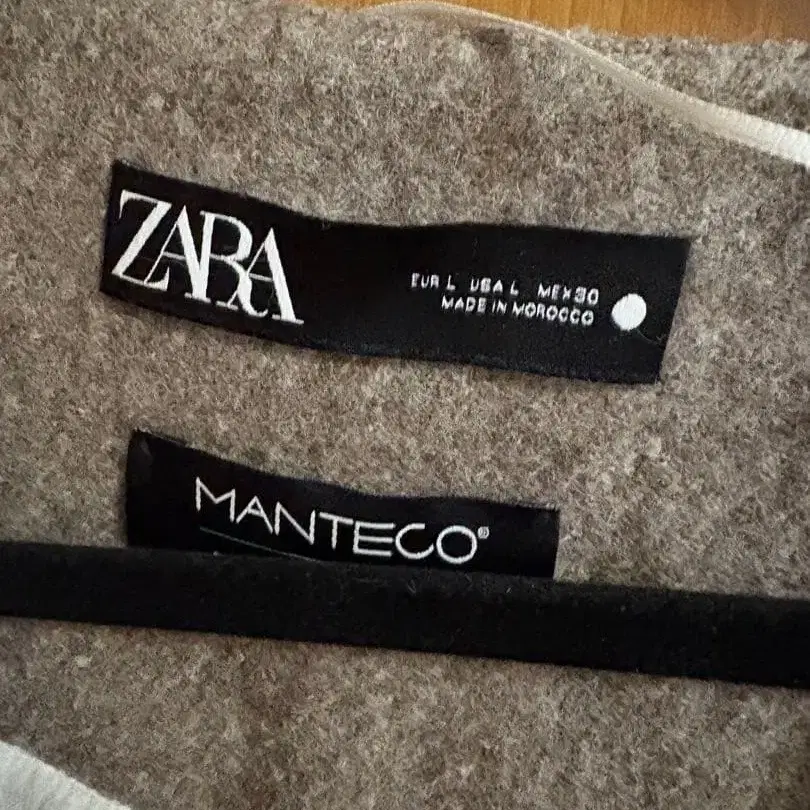 ZARA
EUR L USA L MEX 30
MADE IN MOROCCO
MANTECO®